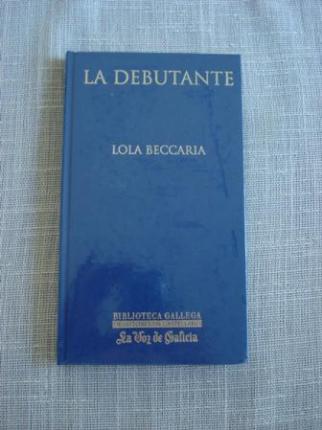 LA DEBUTANTE
LOLA BECCARIA
BIBLIOTECA GALLEGA
La Voz de Galicia